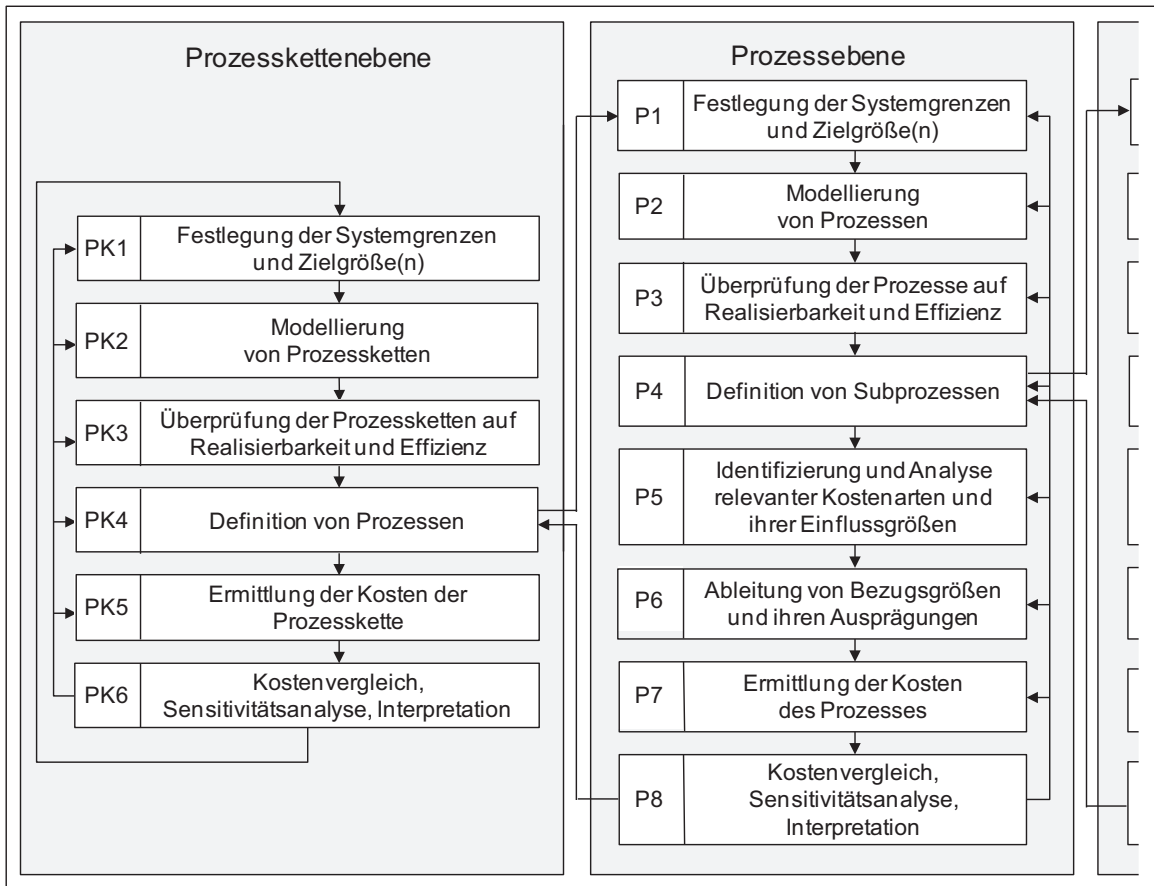 Prozesskettenebene
PK1
Festlegung der Systemgrenzen
und Zielgröße(n)
PK2
Modellierung
von Prozessketten
PK3
Überprüfung der Prozessketten auf
Realisierbarkeit und Effizienz
PK4
Definition von Prozessen
PK5
Ermittlung der Kosten der
Prozesskette
PK6
Kostenvergleich,
Sensitivitätsanalyse, Interpretation
Prozessebene
P1
Festlegung der Systemgrenzen
und Zielgröße(n)
P2
Modellierung
von Prozessen
P3
Überprüfung der Prozesse auf
Realisierbarkeit und Effizienz
P4
Definition von Subprozessen
P5
Identifizierung und Analyse
relevanter Kostenarten und
ihrer Einflussgrößen
P6
Ableitung von Bezugsgrößen
und ihren Ausprägungen
P7
Ermittlung der Kosten
des Prozesses
P8
Kostenvergleich,
Sensitivitätsanalyse,
Interpretation